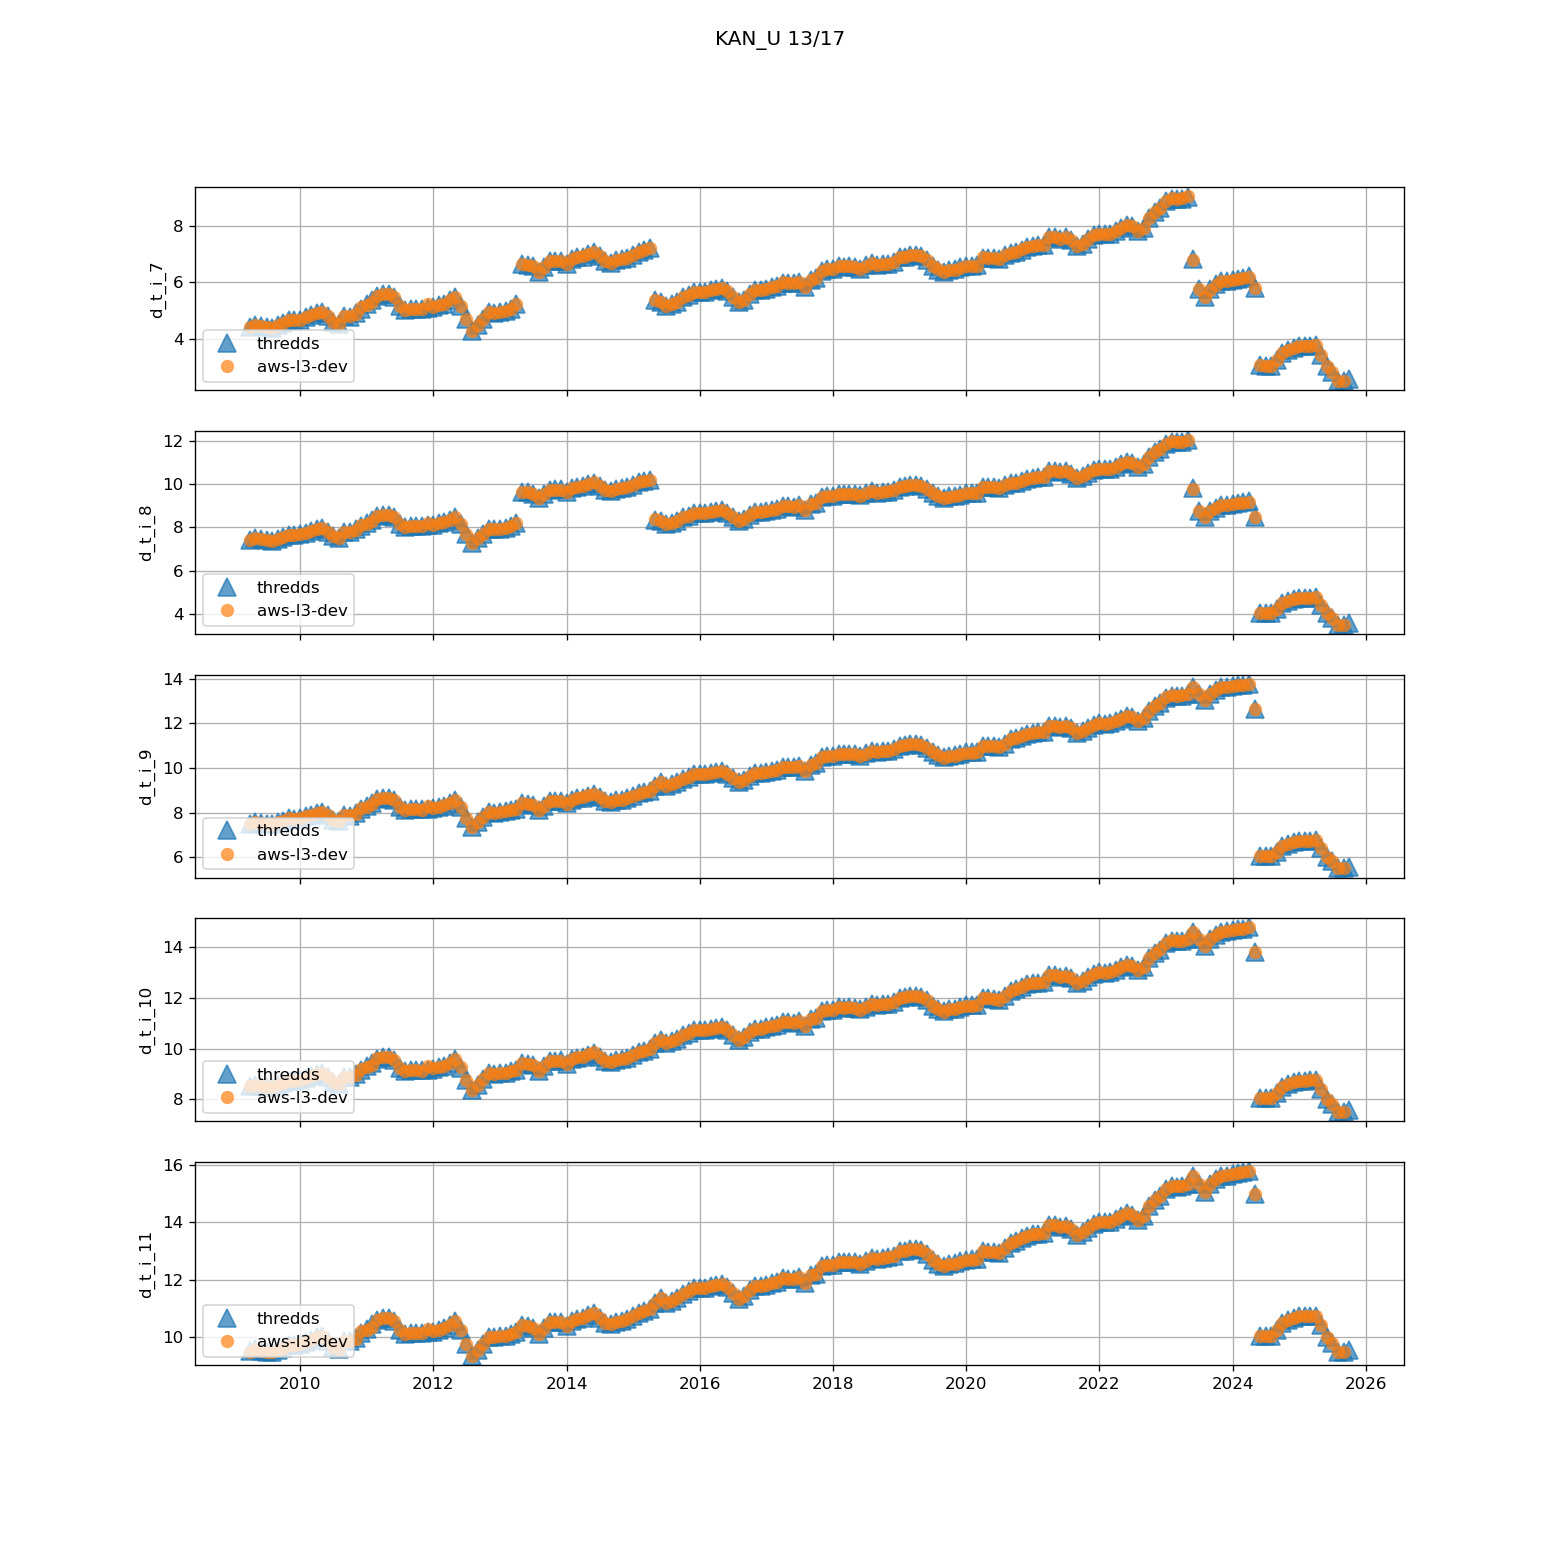 KAN_U 13/17
8
6
4
d_t_i_7
thredds
aws-l3-dev
12
10
8
6
4
d_t_i_8
thredds
aws-l3-dev
14
12
10
8
6
d_t_i_9
thredds
aws-l3-dev
14
12
10
8
d_t_i_10
thredds
aws-l3-dev
16
14
12
10
d_t_i_11
thredds
aws-l3-dev
2010 2012 2014 2016 2018 2020 2022 2024 2026